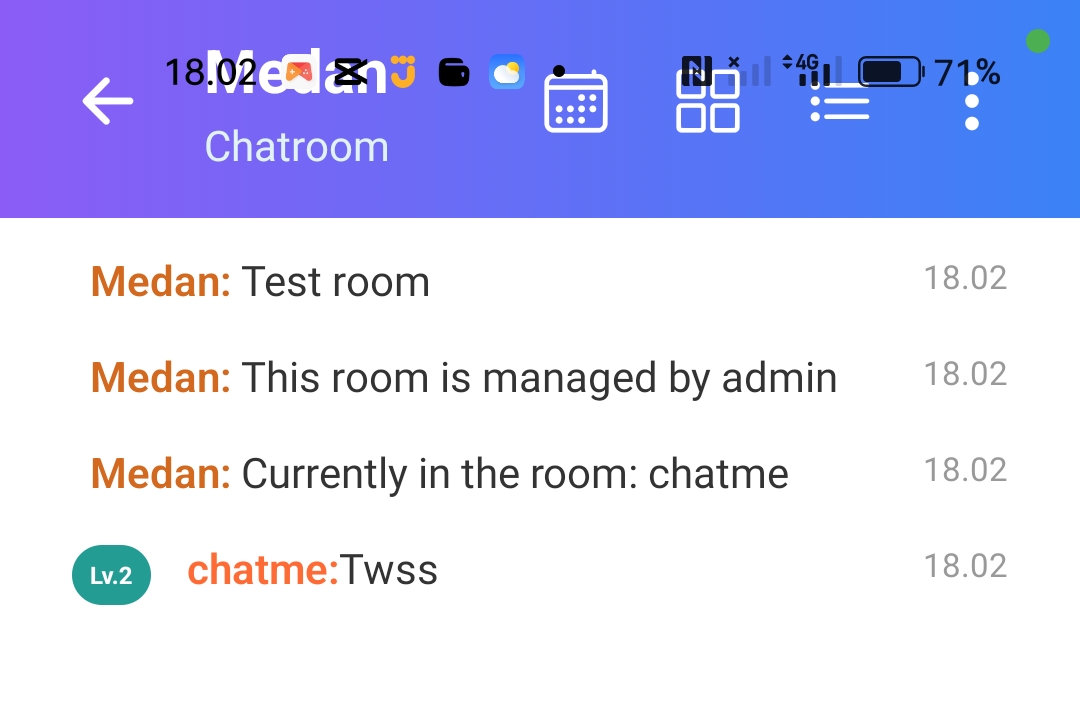 18.02 4G 71%
Medan
Chatroom
Medan: Test room 18.02
Medan: This room is managed by admin 18.02
Medan: Currently in the room: chatme 18.02
Lv.2 chatme:Twss 18.02